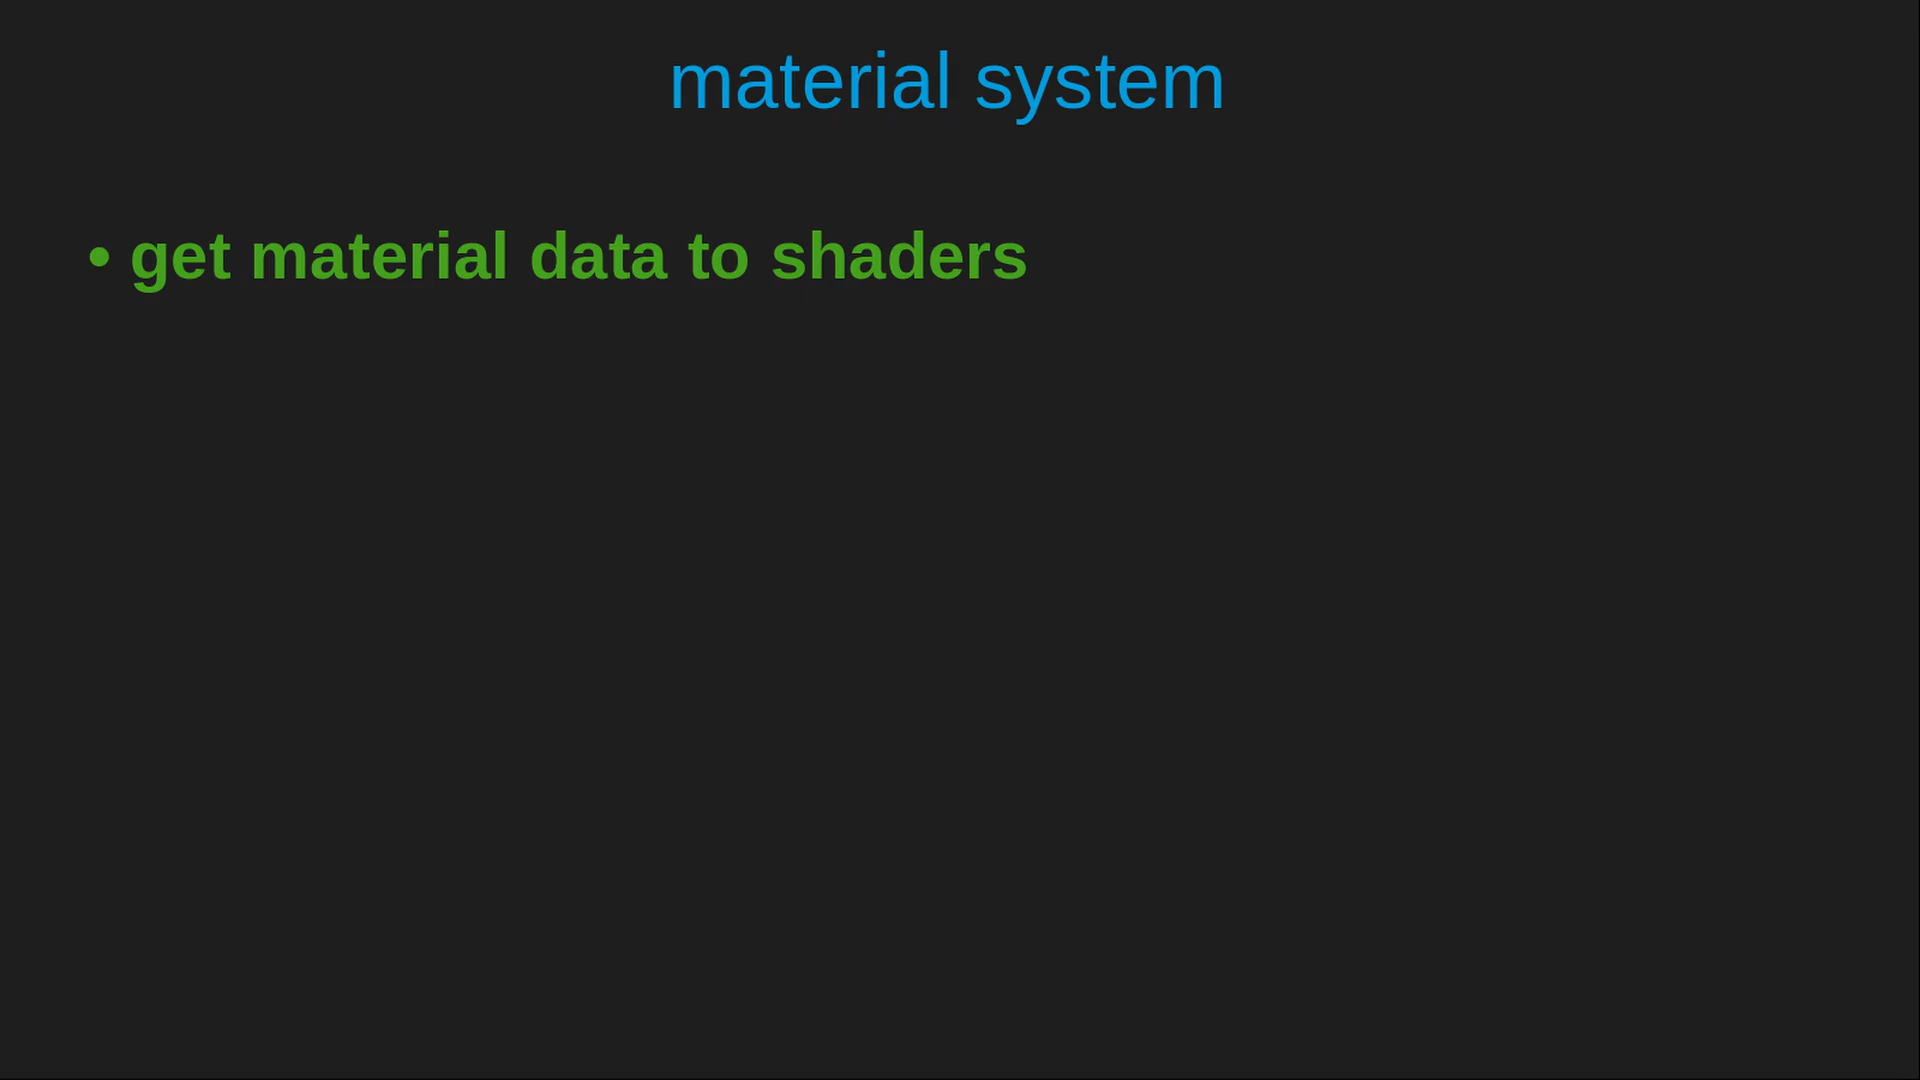 material system
• get material data to shaders